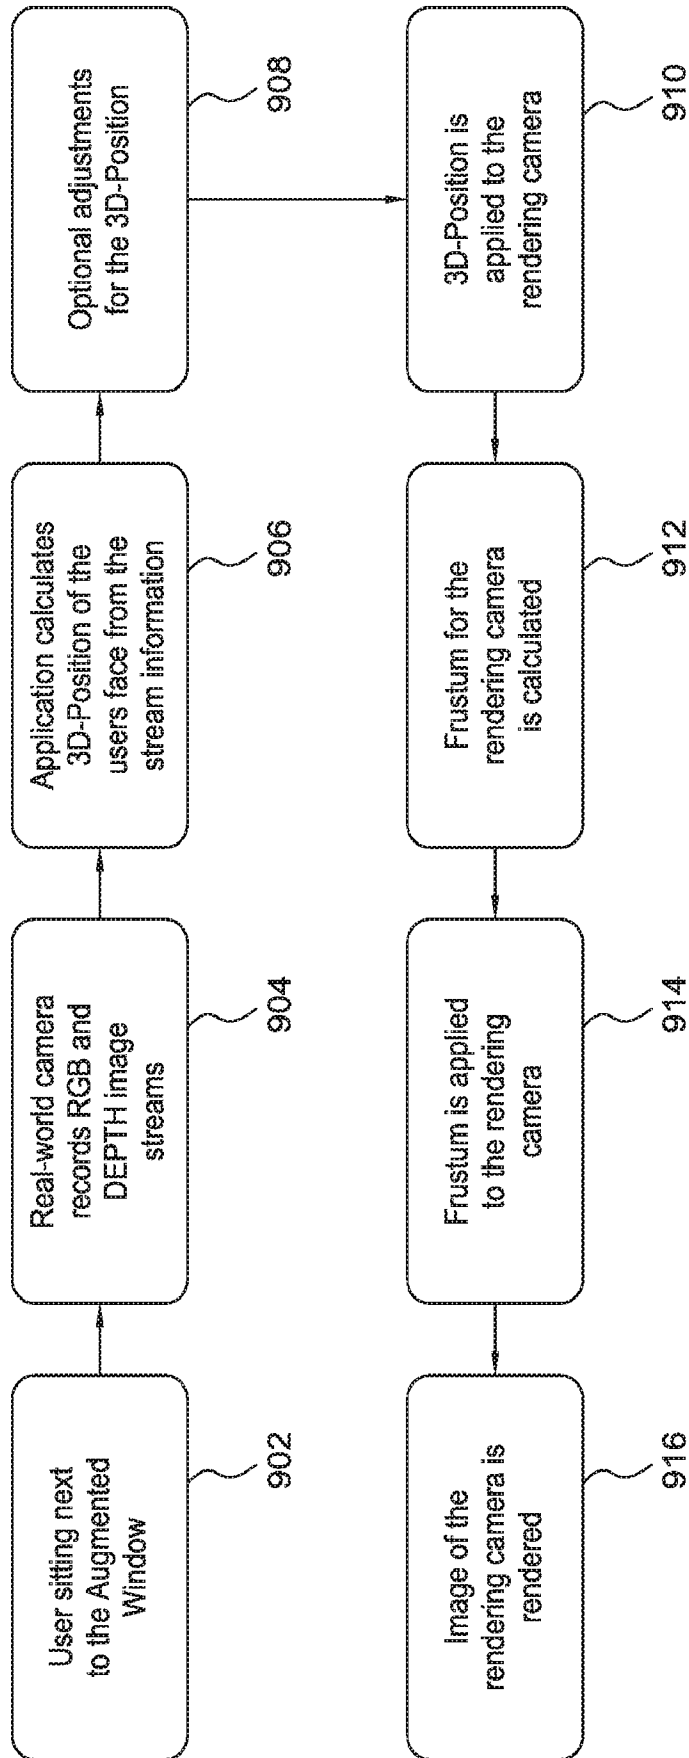 User sitting next
to the Augmented
Window
902
Real-world camera
records RGB and
DEPTH image
streams
904
Application calculates
3D-Position of the
users face from the
stream information
906
Optional adjustments
for the 3D-Position
908
3D-Position is
applied to the
rendering camera
910
Frustum for the
rendering camera
is calculated
912
Frustum is applied
to the rendering
camera
914
Image of the
rendering camera is
rendered
916